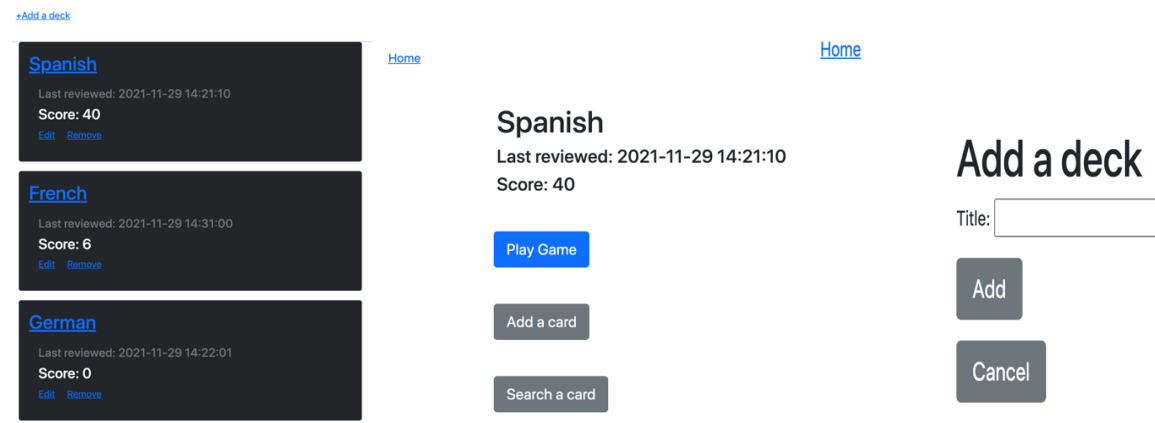 +Add a deck
Spanish
Last reviewed: 2021-11-29 14:21:10
Score: 40
Edit Remove
French
Last reviewed: 2021-11-29 14:31:00
Score: 6
Edit Remove
German
Last reviewed: 2021-11-29 14:22:01
Score: 0
Edit Remove
Home
Spanish
Last reviewed: 2021-11-29 14:21:10
Score: 40
Play Game
Add a card
Search a card
Home
Add a deck
Title:
Add
Cancel